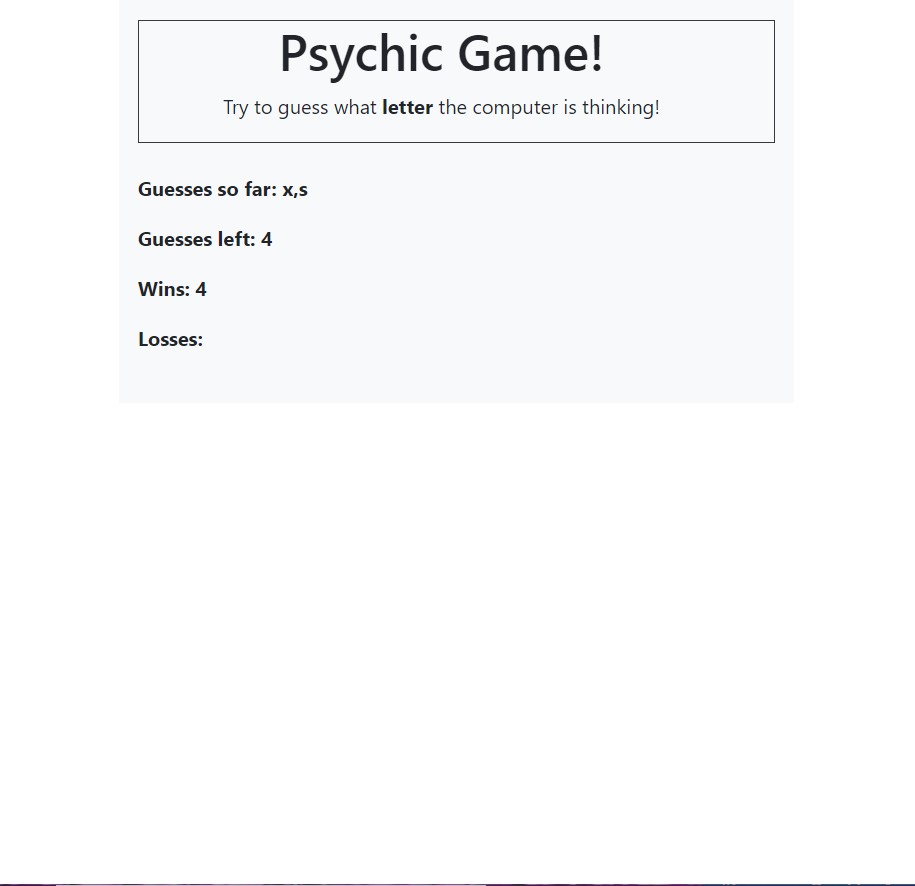 Psychic Game!
Try to guess what letter the computer is thinking!
Guesses so far: x,s
Guesses left: 4
Wins: 4
Losses: